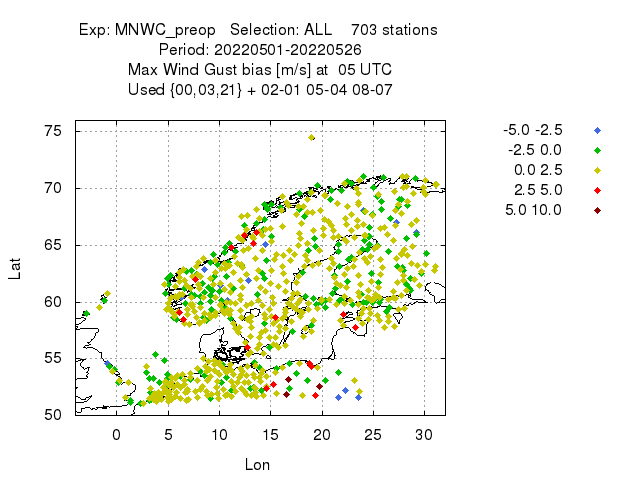 Exp: MNWC_preop   Selection: ALL    703 stations
Period: 20220501-20220526
Max Wind Gust bias [m/s] at  05 UTC
Used {00,03,21} + 02-01 05-04 08-07
-5.0 -2.5
-2.5 0.0
0.0 2.5
2.5 5.0
5.0 10.0
75
70
65
60
55
50
Lat
0 5 10 15 20 25 30
Lon